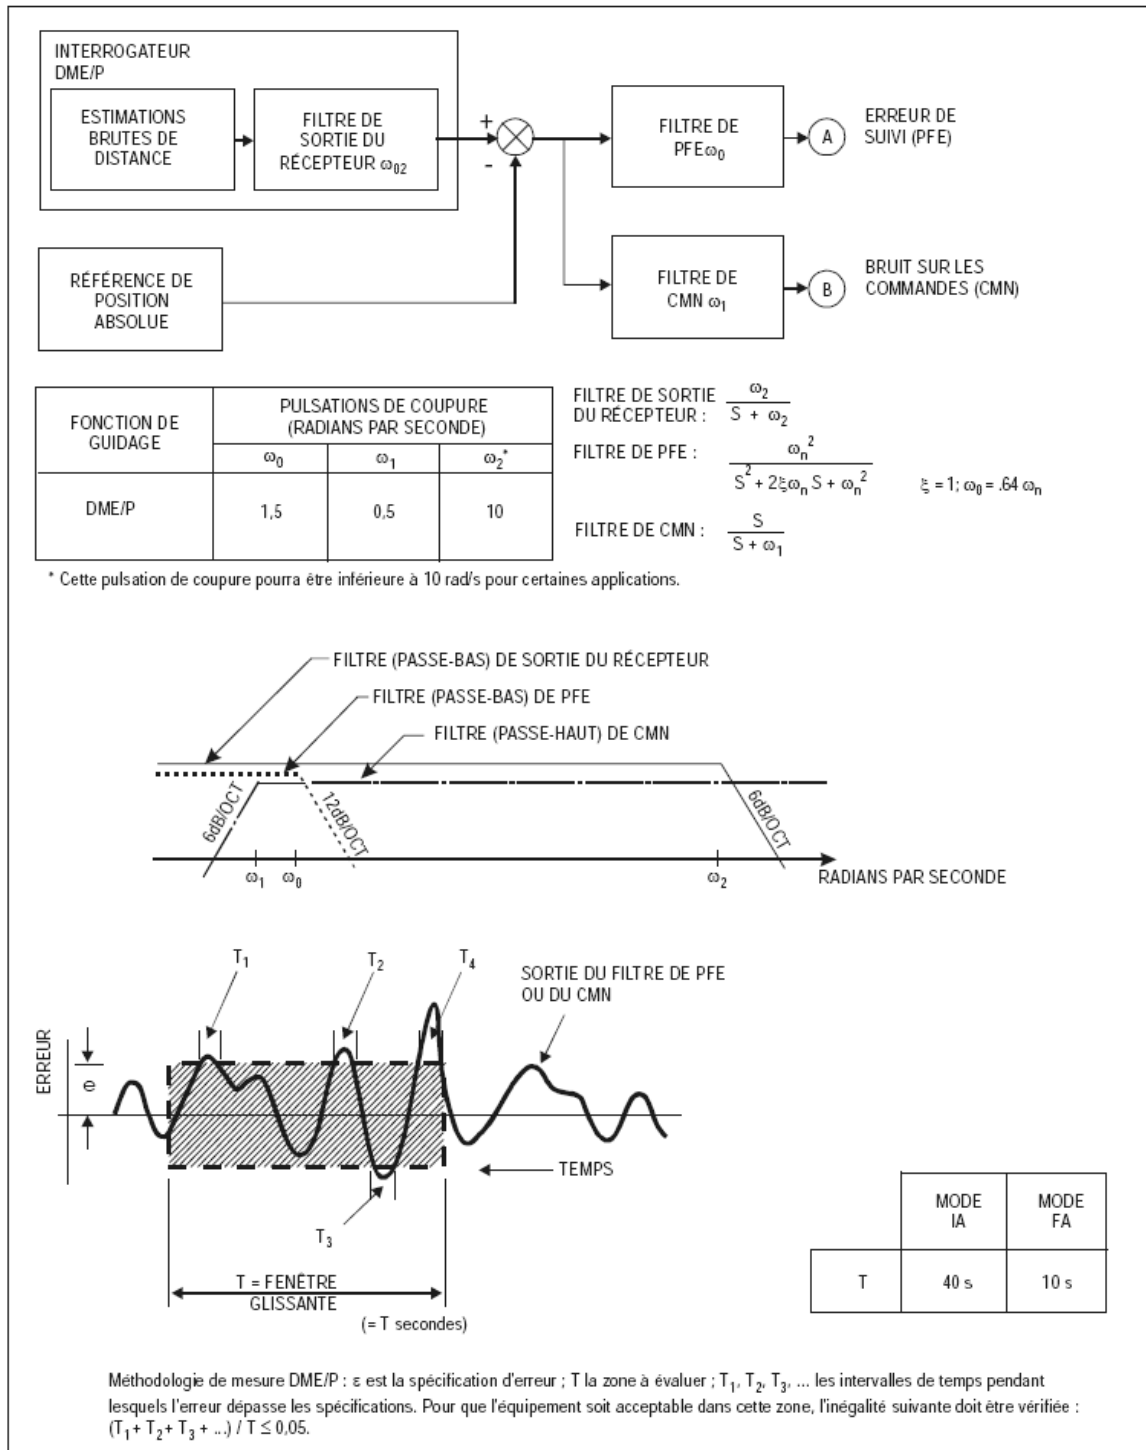 INTERROGATEUR
DME/P
ESTIMATIONS
BRUTES DE
DISTANCE
FILTRE DE
SORTIE DU
RÉCEPTEUR ω02
+
-
FILTRE DE
PFEω0
A
ERREUR DE
SUIVI (PFE)
RÉFÉRENCE DE
POSITION
ABSOLUE
FILTRE DE
CMN ω1
B
BRUIT SUR LES
COMMANDES (CMN)
FONCTION DE
GUIDAGE
PULSATIONS DE COUPURE
(RADIANS PAR SECONDE)
ω0 ω1 ω2*
DME/P 1,5 0,5 10
FILTRE DE SORTIE
DU RÉCEPTEUR :
ω2
S + ω2
FILTRE DE PFE :
ωn2
S2 + 2ξωn S + ωn2
ξ = 1; ω0 = .64 ωn
FILTRE DE CMN :
S
S + ω1
* Cette pulsation de coupure pourra être inférieure à 10 rad/s pour certaines applications.
FILTRE (PASSE-BAS) DE SORTIE DU RÉCEPTEUR
FILTRE (PASSE-BAS) DE PFE
FILTRE (PASSE-HAUT) DE CMN
6dB/OCT
12dB/OCT
6dB/OCT
ω1 ω0 ω2
RADIANS PAR SECONDE
T1 T2 T4
SORTIE DU FILTRE DE PFE
OU DU CMN
ERREUR
e
TEMPS
T3
T = FENÊTRE
GLISSANTE
(= T secondes)
MODE
IA
MODE
FA
T 40 s 10 s
Méthodologie de mesure DME/P : ε est la spécification d'erreur ; T la zone à évaluer ; T1, T2, T3, ... les intervalles de temps pendant
lesquels l'erreur dépasse les spécifications. Pour que l'équipement soit acceptable dans cette zone, l'inégalité suivante doit être vérifiée :
(T1 + T2 + T3 + ...) / T ≤ 0,05.